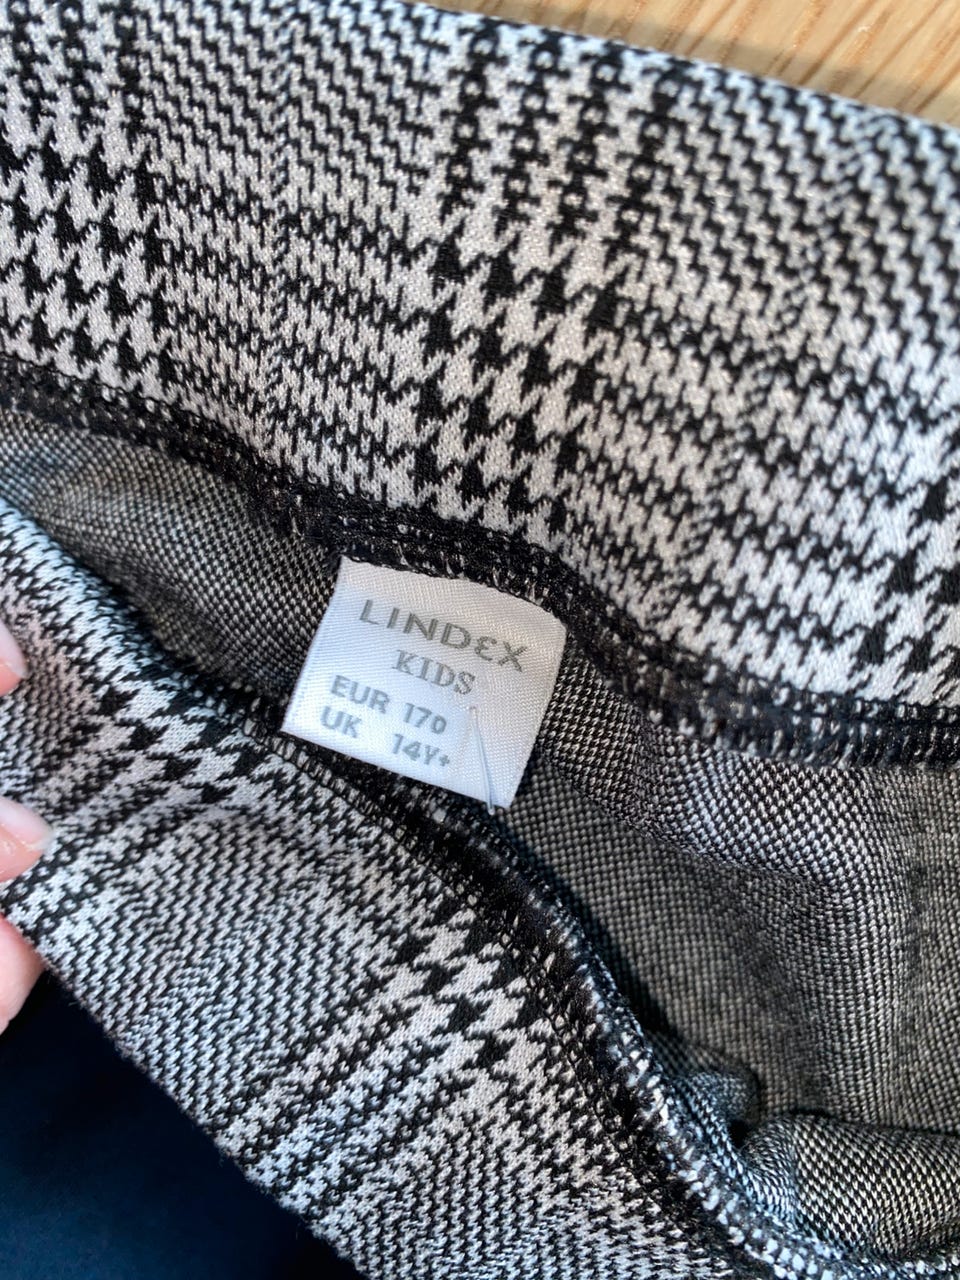 LINDEX
KIDS
EUR 170
UK 14Y+